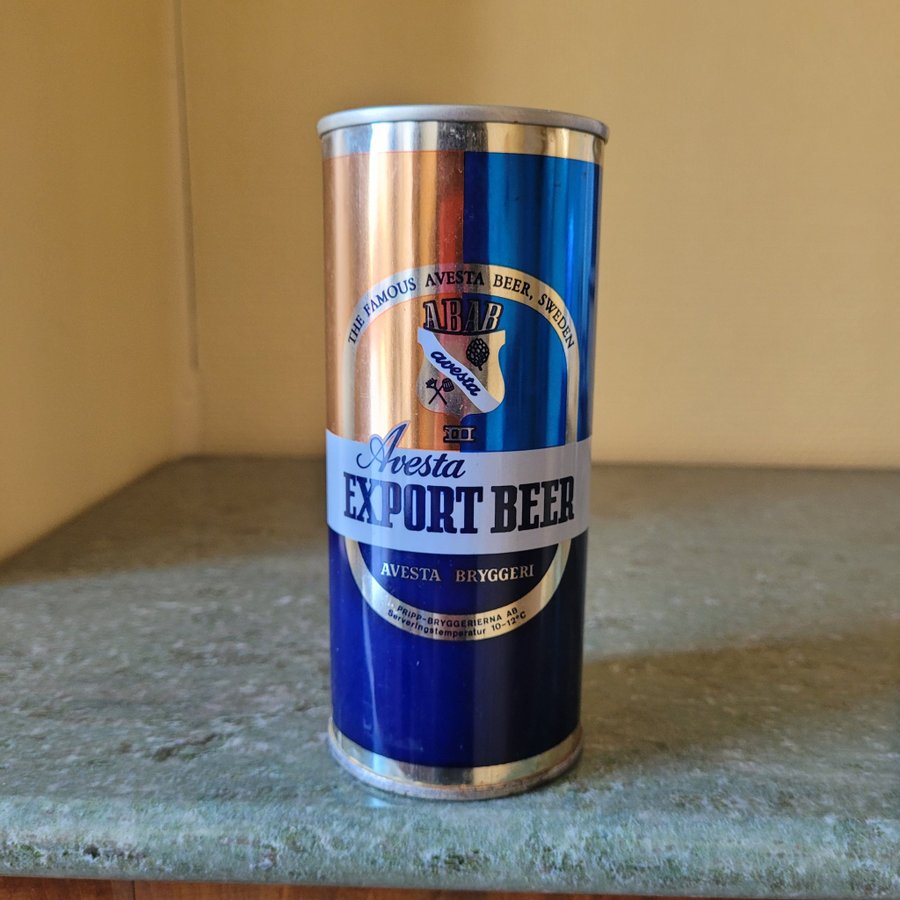 THE FAMOUS AVESTA BEER, SWEDEN
ABAB
avesta
III
Avesta
EXPORT BEER
AVESTA BRYGGERI
PRIPP-BRYGGERIERNA AB
Serveringstemperatur 10-12°C